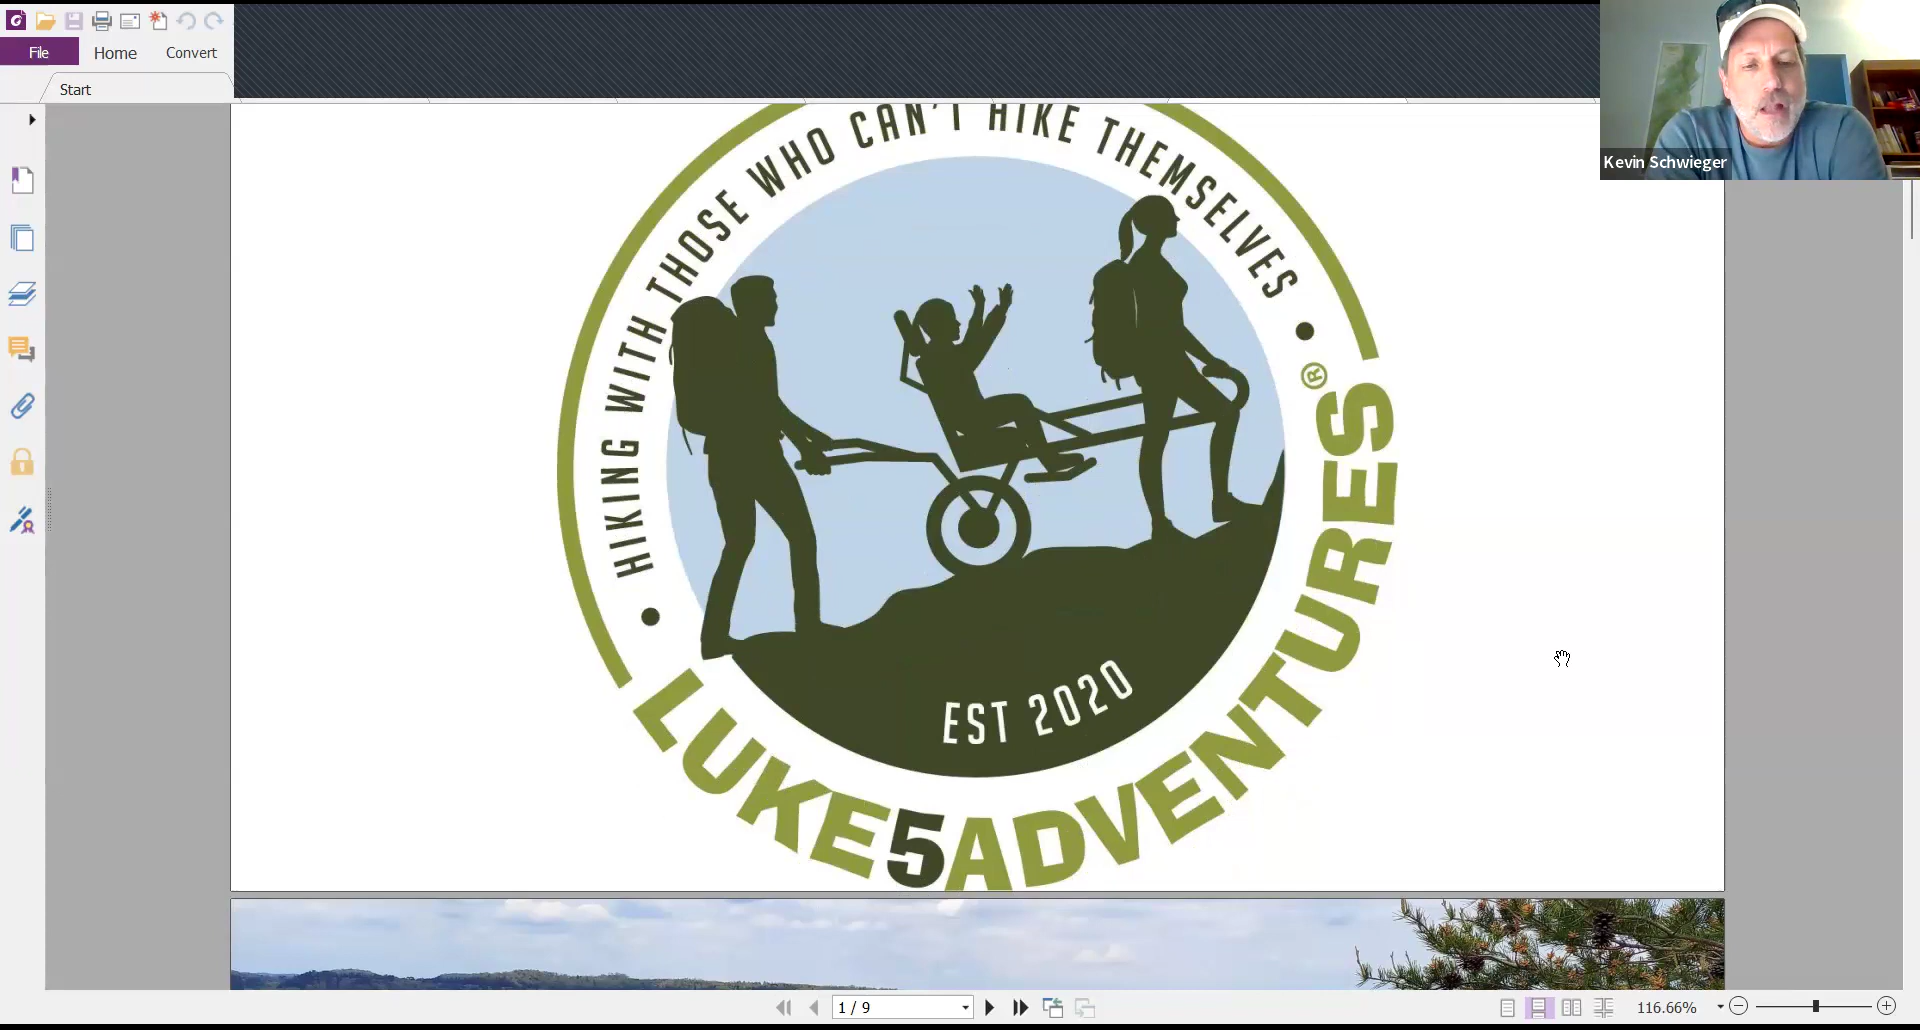 File
Home
Convert
Start
Kevin Schwieger
HIKING WITH THOSE WHO CAN'T HIKE THEMSELVES
EST 2020
LUKE5ADVENTURES®
1 / 9
116.66%